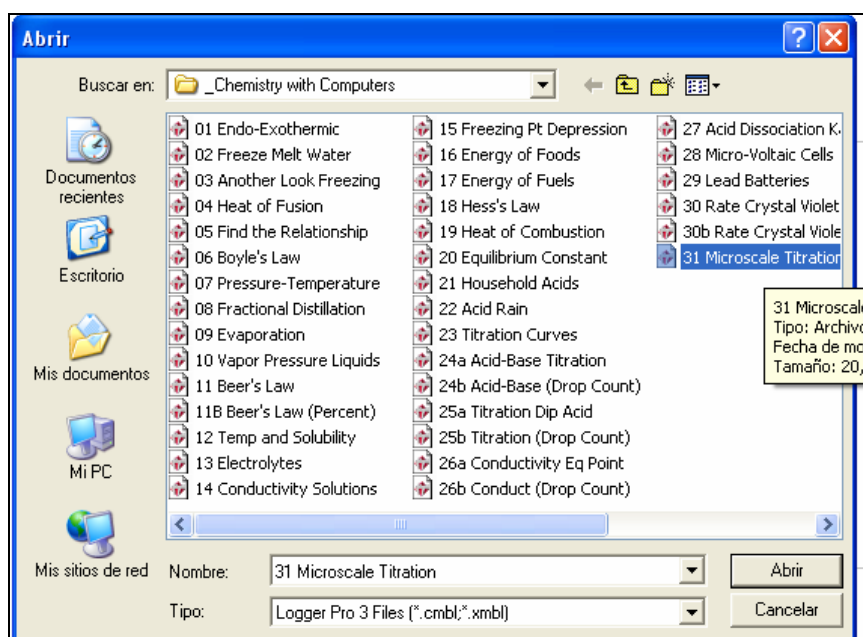 Abrir
Buscar en:
_Chemistry with Computers
Documentos
recientes
Escritorio
Mis documentos
Mi PC
Mis sitios de red
01 Endo-Exothermic
02 Freeze Melt Water
03 Another Look Freezing
04 Heat of Fusion
05 Find the Relationship
06 Boyle's Law
07 Pressure-Temperature
08 Fractional Distillation
09 Evaporation
10 Vapor Pressure Liquids
11 Beer's Law
11B Beer's Law (Percent)
12 Temp and Solubility
13 Electrolytes
14 Conductivity Solutions
15 Freezing Pt Depression
16 Energy of Foods
17 Energy of Fuels
18 Hess's Law
19 Heat of Combustion
20 Equilibrium Constant
21 Household Acids
22 Acid Rain
23 Titration Curves
24a Acid-Base Titration
24b Acid-Base (Drop Count)
25a Titration Dip Acid
25b Titration (Drop Count)
26a Conductivity Eq Point
26b Conduct (Drop Count)
27 Acid Dissociation K
28 Micro-Voltaic Cells
29 Lead Batteries
30 Rate Crystal Violet
30b Rate Crystal Viole
31 Microscale Titration
31 Microscale
Tipo: Archivo
Fecha de mo
Tamaño: 20,
Nombre:
31 Microscale Titration
Abrir
Tipo:
Logger Pro 3 Files (*.cmbl;*.xmbl)
Cancelar